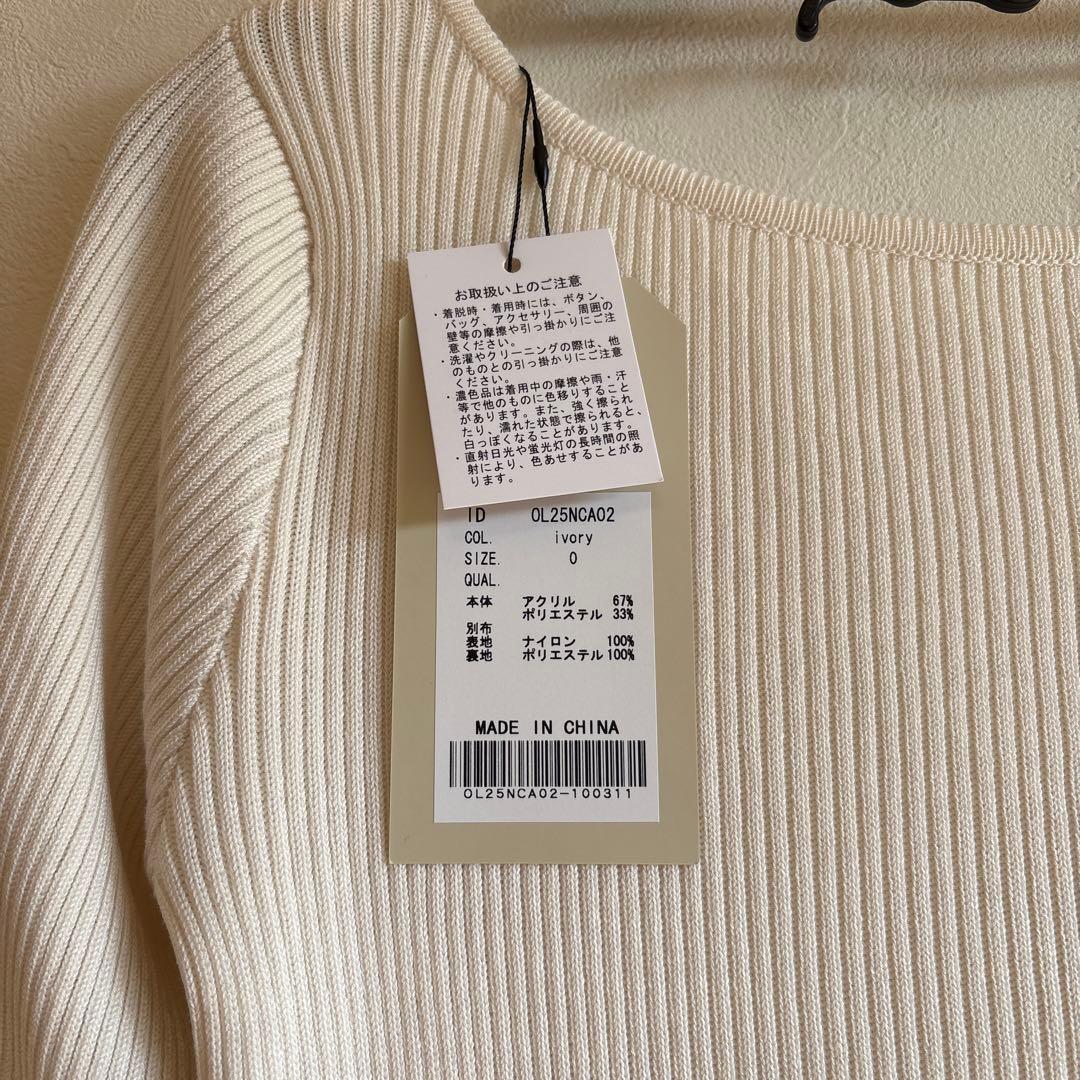 お取扱い上のご注意
・着脱時・着用時には、ボタン、
バッグ、アクセサリー、周囲の
壁等の摩擦や引っ掛かりにご注
意ください。
・洗濯やクリーニングの際は、他
のものとの引っ掛かりにご注意
ください。
・濃色品は着用中の摩擦や雨・汗
等で他のものに色移りすること
があります。また、強く擦られ
たり、濡れた状態で擦られると、
白っぽくなることがあります。
・直射日光や蛍光灯の長時間の照
射により、色あせすることがあ
ります。
ID OL25NCA02
COL. ivory
SIZE. 0
QUAL.
本体 アクリル 67%
ポリエステル 33%
別布
表地 ナイロン 100%
裏地 ポリエステル 100%
MADE IN CHINA
OL25NCA02-100311